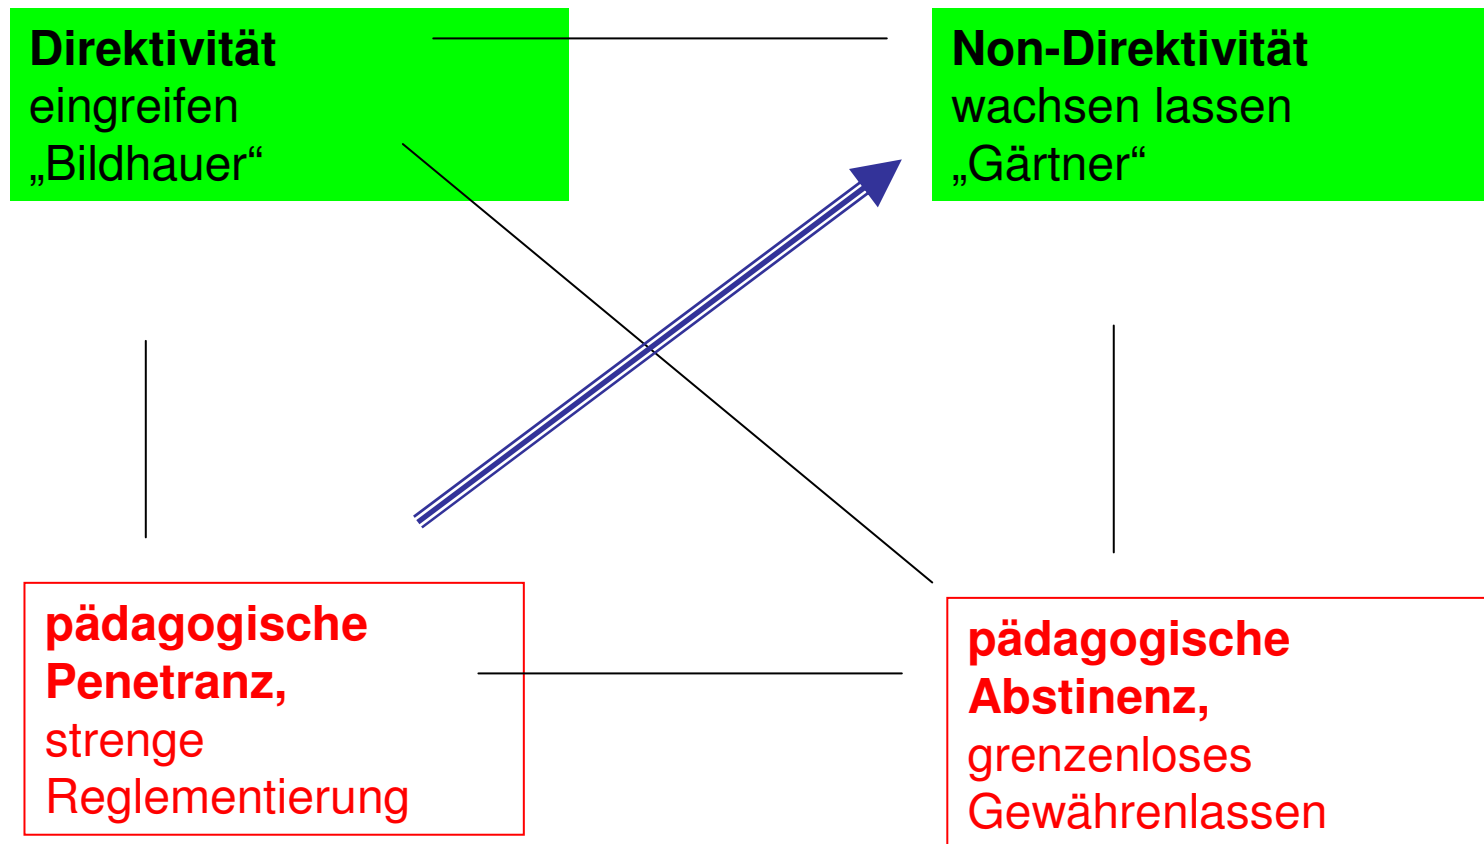 Direktivität
eingreifen
„Bildhauer“
Non-Direktivität
wachsen lassen
„Gärtner“
pädagogische
Penetranz,
strenge
Reglementierung
pädagogische
Abstinenz,
grenzenloses
Gewährenlassen